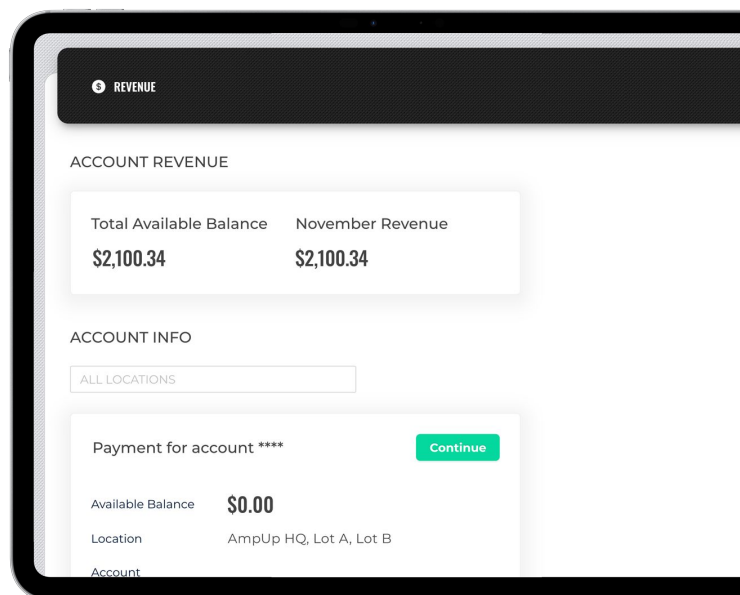 $ REVENUE
ACCOUNT REVENUE
Total Available Balance November Revenue
$2,100.34 $2,100.34
ACCOUNT INFO
ALL LOCATIONS
Payment for account **** Continue
Available Balance $0.00
Location AmpUp HQ, Lot A, Lot B
Account